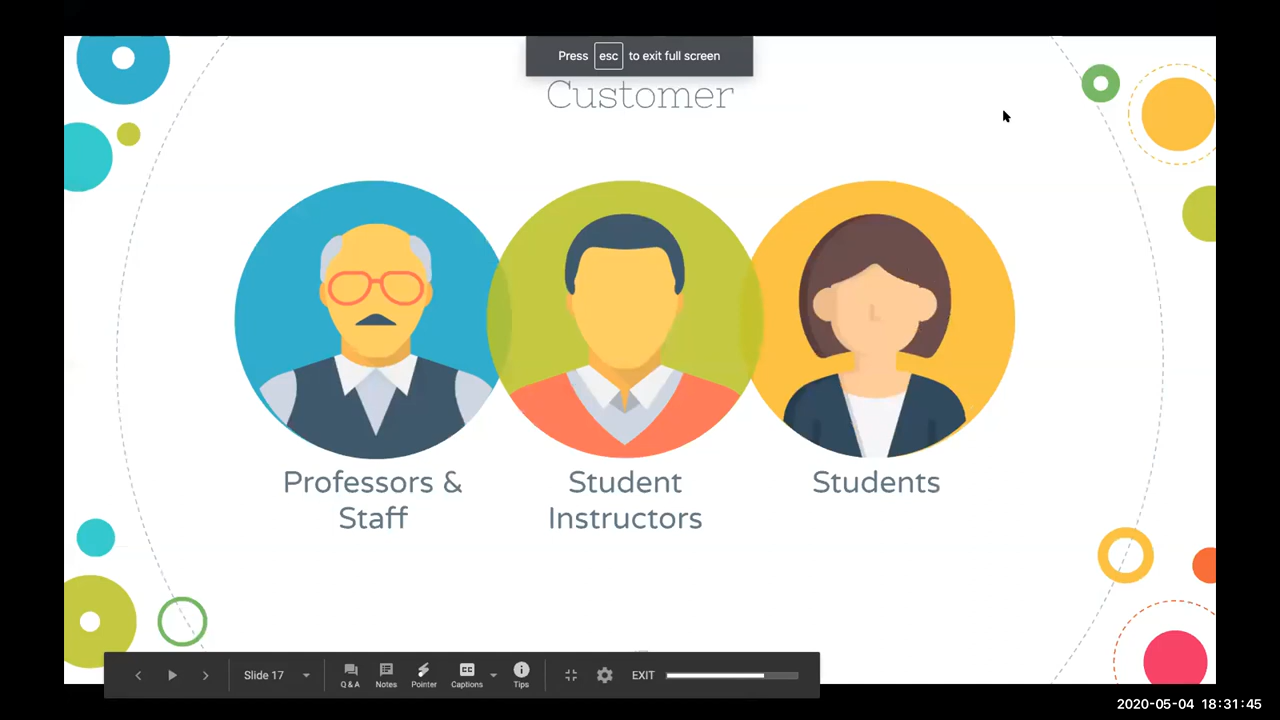 Press esc to exit full screen
Customer
Professors &
Staff
Student
Instructors
Students
Slide 17
Q & A
Notes
Pointer
CC
Captions
Tips
EXIT
2020-05-04 18:31:45